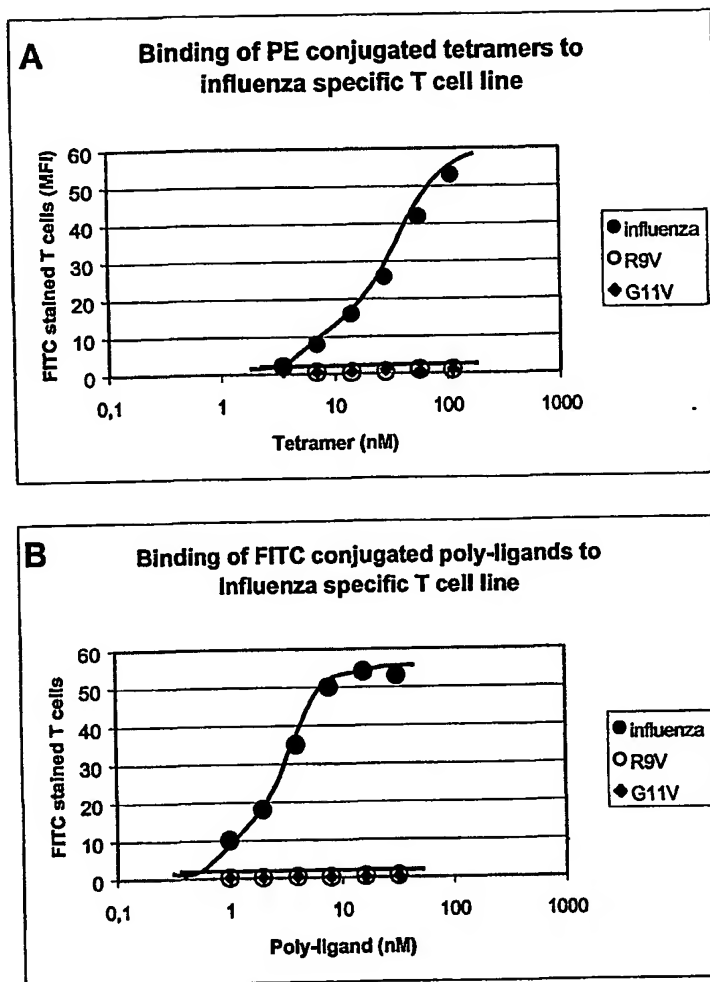 A
Binding of PE conjugated tetramers to
influenza specific T cell line
FITC stained T cells (MFI)
60
50
40
30
20
10
0
0,1 1 10 100 1000
Tetramer (nM)
influenza
R9V
G11V
B
Binding of FITC conjugated poly-ligands to
influenza specific T cell line
FITC stained T cells
60
50
40
30
20
10
0
0,1 1 10 100 1000
Poly-ligand (nM)
influenza
R9V
G11V